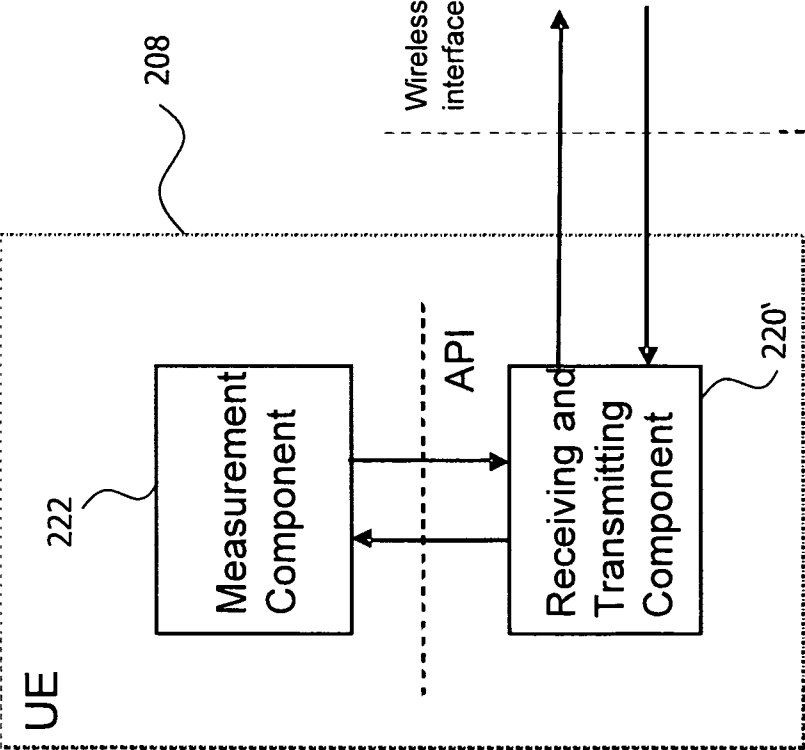 UE
222
Measurement
Component
API
Receiving and
Transmitting
Component
220'
208
Wireless
interface